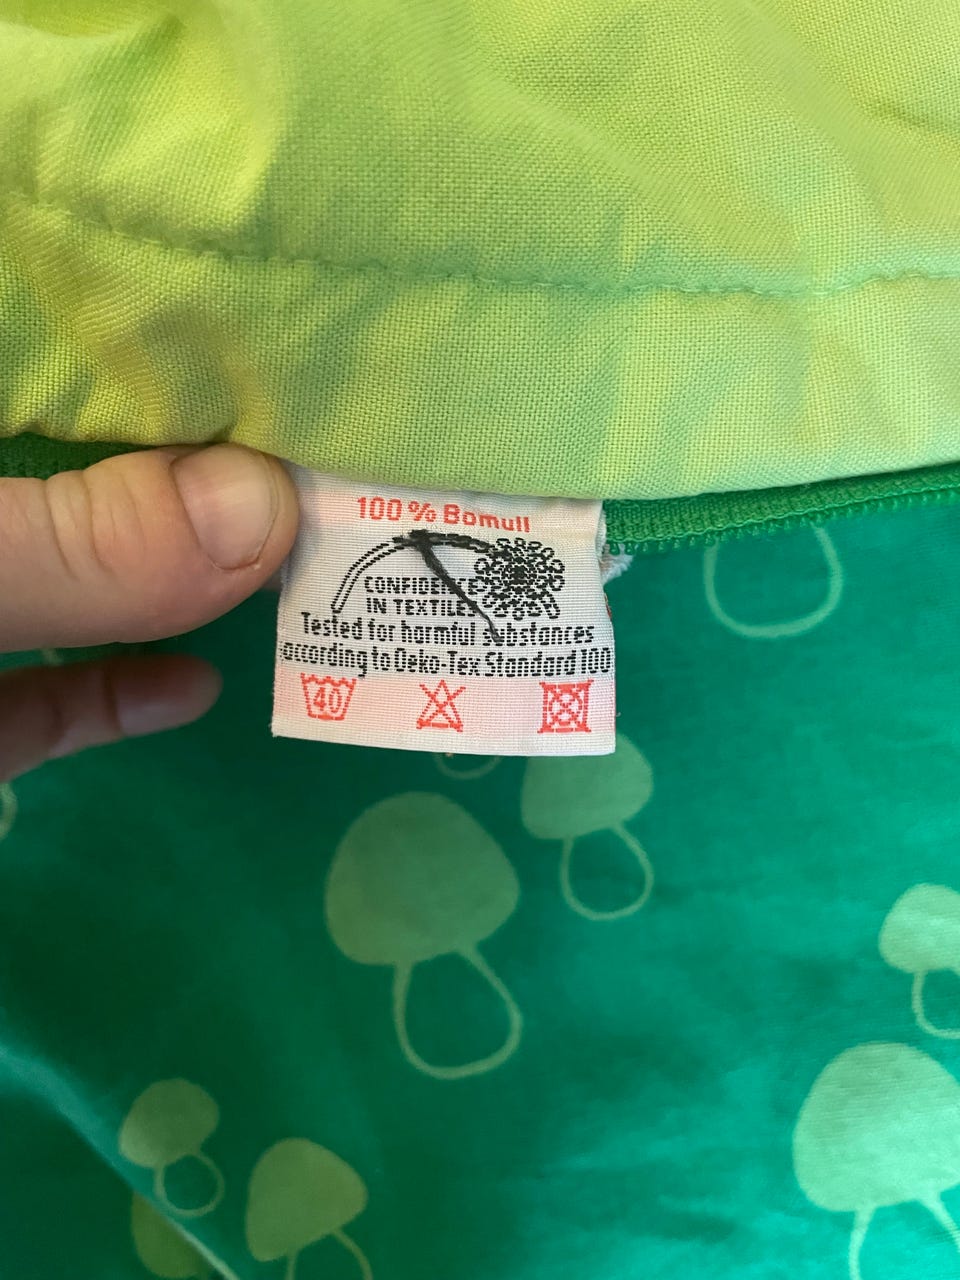 100 % Bomull
CONFIDENCE
IN TEXTILES
Tested for harmful substances
according to Oeko-Tex Standard 100
40